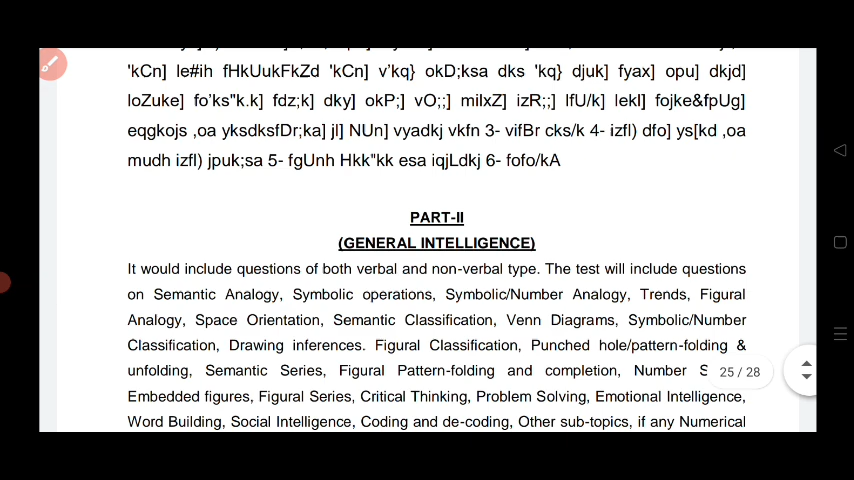 'kCn] le#ih fHkUukFkZd 'kCn] v'kq} okD;ksa dks 'kq} djuk] fyax] opu] dkjd]
loZuke] fo'ks"k.k] fdz;k] dky] okP;] vO;;] milxZ] izR;;] lfU/k] lekl] fojke&fpUg]
eqgkojs ,oa yksdksfDr;ka] jl] NUn] vyadkj vkfn 3- vifBr cks/k 4- izfl) dfo] ys[kd ,oa
mudh izfl) jpuk;sa 5- fgUnh Hkk"kk esa iqjLdkj 6- fofo/kA
PART-II
(GENERAL INTELLIGENCE)
It would include questions of both verbal and non-verbal type. The test will include questions
on Semantic Analogy, Symbolic operations, Symbolic/Number Analogy, Trends, Figural
Analogy, Space Orientation, Semantic Classification, Venn Diagrams, Symbolic/Number
Classification, Drawing inferences. Figural Classification, Punched hole/pattern-folding &
unfolding, Semantic Series, Figural Pattern-folding and completion, Number S
25 / 28
Embedded figures, Figural Series, Critical Thinking, Problem Solving, Emotional Intelligence,
Word Building, Social Intelligence, Coding and de-coding, Other sub-topics, if any Numerical